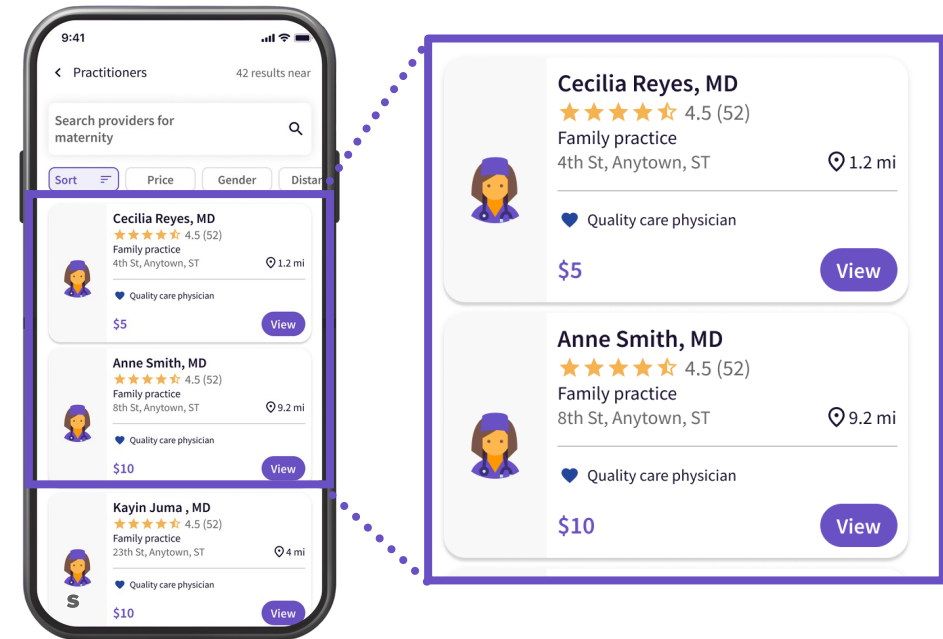 9:41
Practitioners 42 results near
Search providers for
maternity
Sort Price Gender Distan
Cecilia Reyes, MD
4.5 (52)
Family practice
4th St, Anytown, ST 1.2 mi
Quality care physician
$5 View
Anne Smith, MD
4.5 (52)
Family practice
8th St, Anytown, ST 9.2 mi
Quality care physician
$10 View
Kayin Juma , MD
4.5 (52)
Family practice
23th St, Anytown, ST 4 mi
Quality care physician
S
$10 View
Cecilia Reyes, MD
4.5 (52)
Family practice
4th St, Anytown, ST 1.2 mi
Quality care physician
$5 View
Anne Smith, MD
4.5 (52)
Family practice
8th St, Anytown, ST 9.2 mi
Quality care physician
$10 View